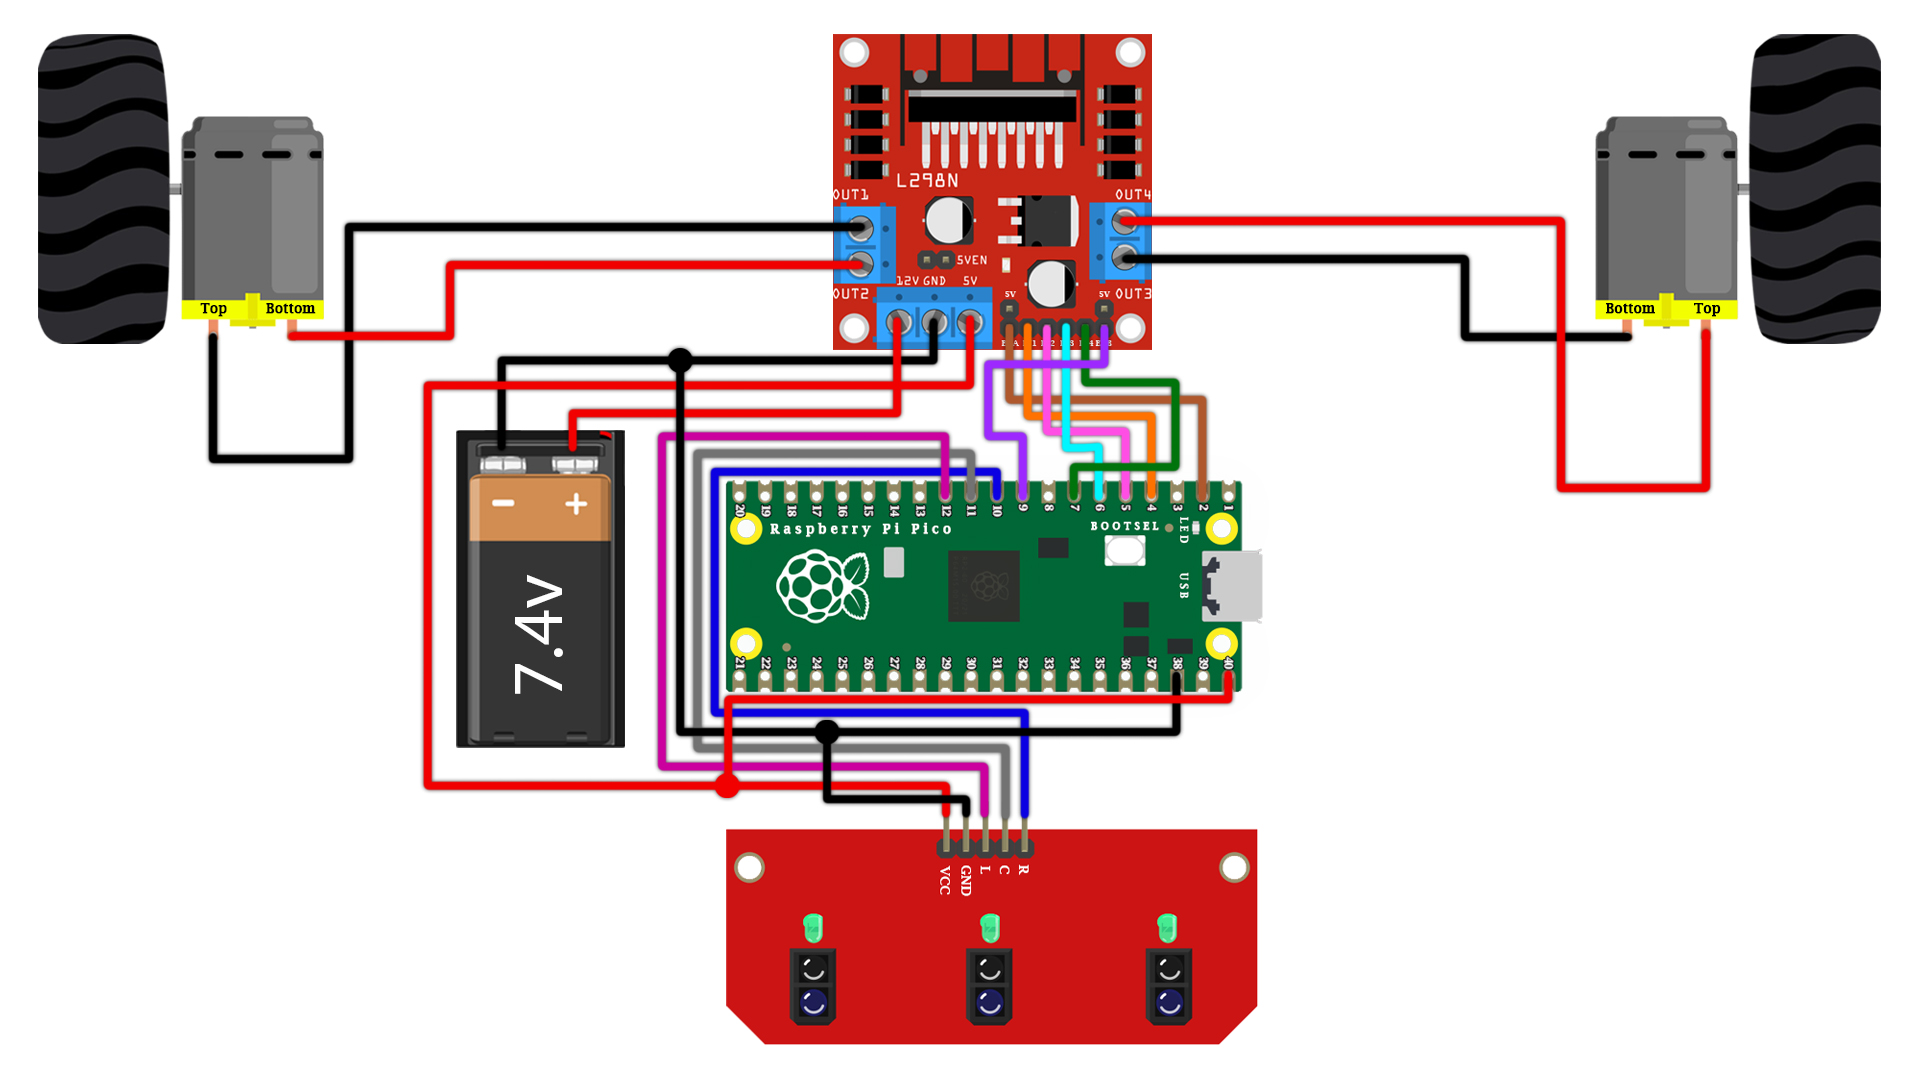 L298N
OUT1
OUT4
5VEN
12V GND 5V
OUT2
5V
5V
OUT3
Top
Bottom
Bottom
Top
20 19 18 17 16 15 14 13 12 11 10 9 8 7 6 5 4 3 2 1
Raspberry Pi Pico
BOOTSEL
LED
USB
- +
7.4v
21 22 23 24 25 26 27 28 29 30 31 32 33 34 35 36 37 38 39 40
VCC
GND
L
C
R